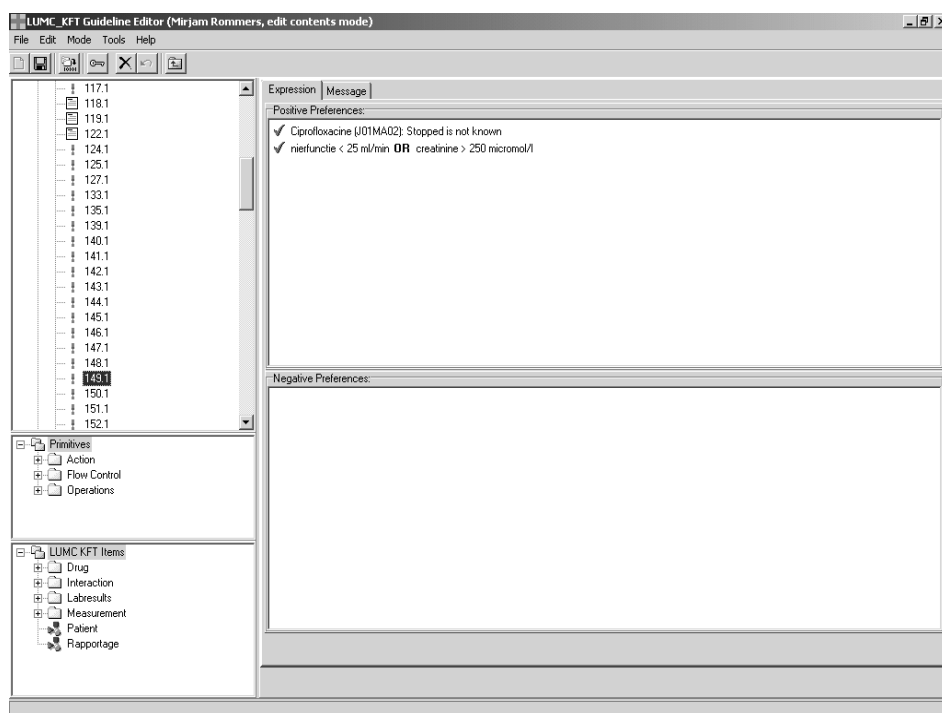 LUMC_KFT Guideline Editor (Mirjam Rommers, edit contents mode)
File Edit Mode Tools Help
117.1
118.1
119.1
122.1
124.1
125.1
127.1
133.1
135.1
139.1
140.1
141.1
142.1
143.1
144.1
145.1
146.1
147.1
148.1
149.1
150.1
151.1
152.1
Primitives
Action
Flow Control
Operations
LUMC KFT Items
Drug
Interaction
Labresults
Measurement
Patient
Rapportage
Expression Message
Positive Preferences:
Ciprofloxacine (J01MA02): Stopped is not known
nierfunctie < 25 ml/min OR creatinine > 250 micromol/l
Negative Preferences: